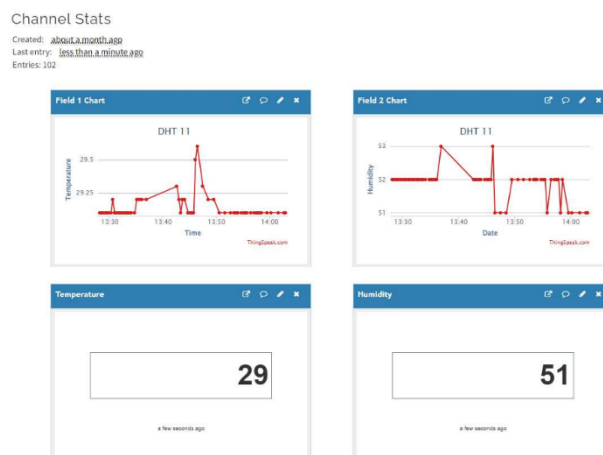 Channel Stats
Created: about a month ago
Last entry: less than a minute ago
Entries: 102
Field 1 Chart
DHT 11
Temperature
29.5
29.25
13:30
13:40
13:50
14:00
Time
ThingSpeak.com
Field 2 Chart
DHT 11
Humidity
53
52
51
13:30
13:40
13:50
14:00
Date
ThingSpeak.com
Temperature
29
a few seconds ago
Humidity
51
a few seconds ago